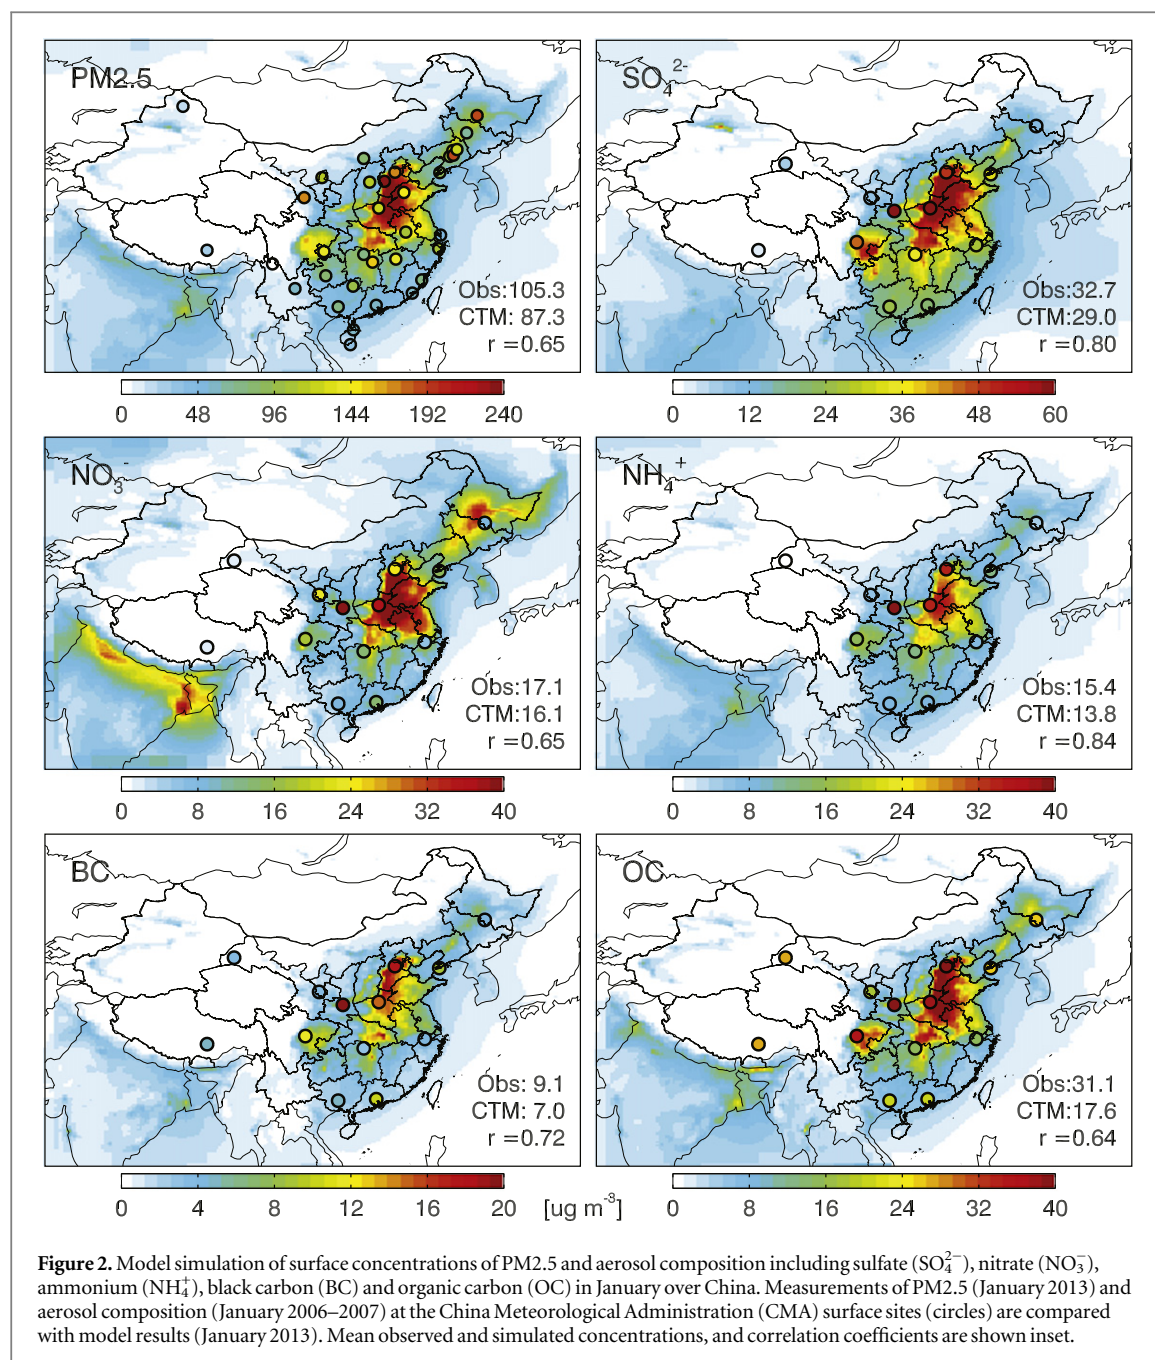 PM2.5
Obs:105.3
CTM: 87.3
r =0.65
0 48 96 144 192 240
SO₄²⁻
Obs:32.7
CTM:29.0
r =0.80
0 12 24 36 48 60
NO₃⁻
Obs:17.1
CTM:16.1
r =0.65
0 8 16 24 32 40
NH₄⁺
Obs:15.4
CTM:13.8
r =0.84
0 8 16 24 32 40
BC
Obs: 9.1
CTM: 7.0
r =0.72
0 4 8 12 16 20
[ug m⁻³]
OC
Obs:31.1
CTM:17.6
r =0.64
0 8 16 24 32 40
Figure 2. Model simulation of surface concentrations of PM2.5 and aerosol composition including sulfate (SO₄²⁻), nitrate (NO₃⁻),
ammonium (NH₄⁺), black carbon (BC) and organic carbon (OC) in January over China. Measurements of PM2.5 (January 2013) and
aerosol composition (January 2006–2007) at the China Meteorological Administration (CMA) surface sites (circles) are compared
with model results (January 2013). Mean observed and simulated concentrations, and correlation coefficients are shown inset.